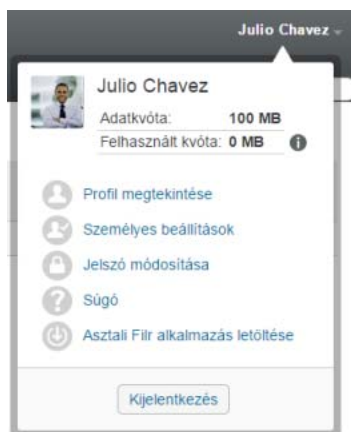 Julio Chavez
Julio Chavez
Adatkvóta: 100 MB
Felhasznált kvóta: 0 MB
Profil megtekintése
Személyes beállítások
Jelszó módosítása
Súgó
Asztali Filr alkalmazás letöltése
Kijelentkezés